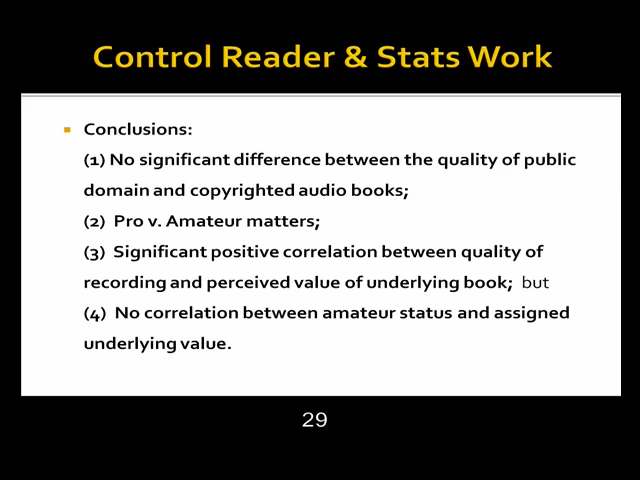 Control Reader & Stats Work
Conclusions:
(1) No significant difference between the quality of public
domain and copyrighted audio books;
(2) Pro v. Amateur matters;
(3) Significant positive correlation between quality of
recording and perceived value of underlying book; but
(4) No correlation between amateur status and assigned
underlying value.
29